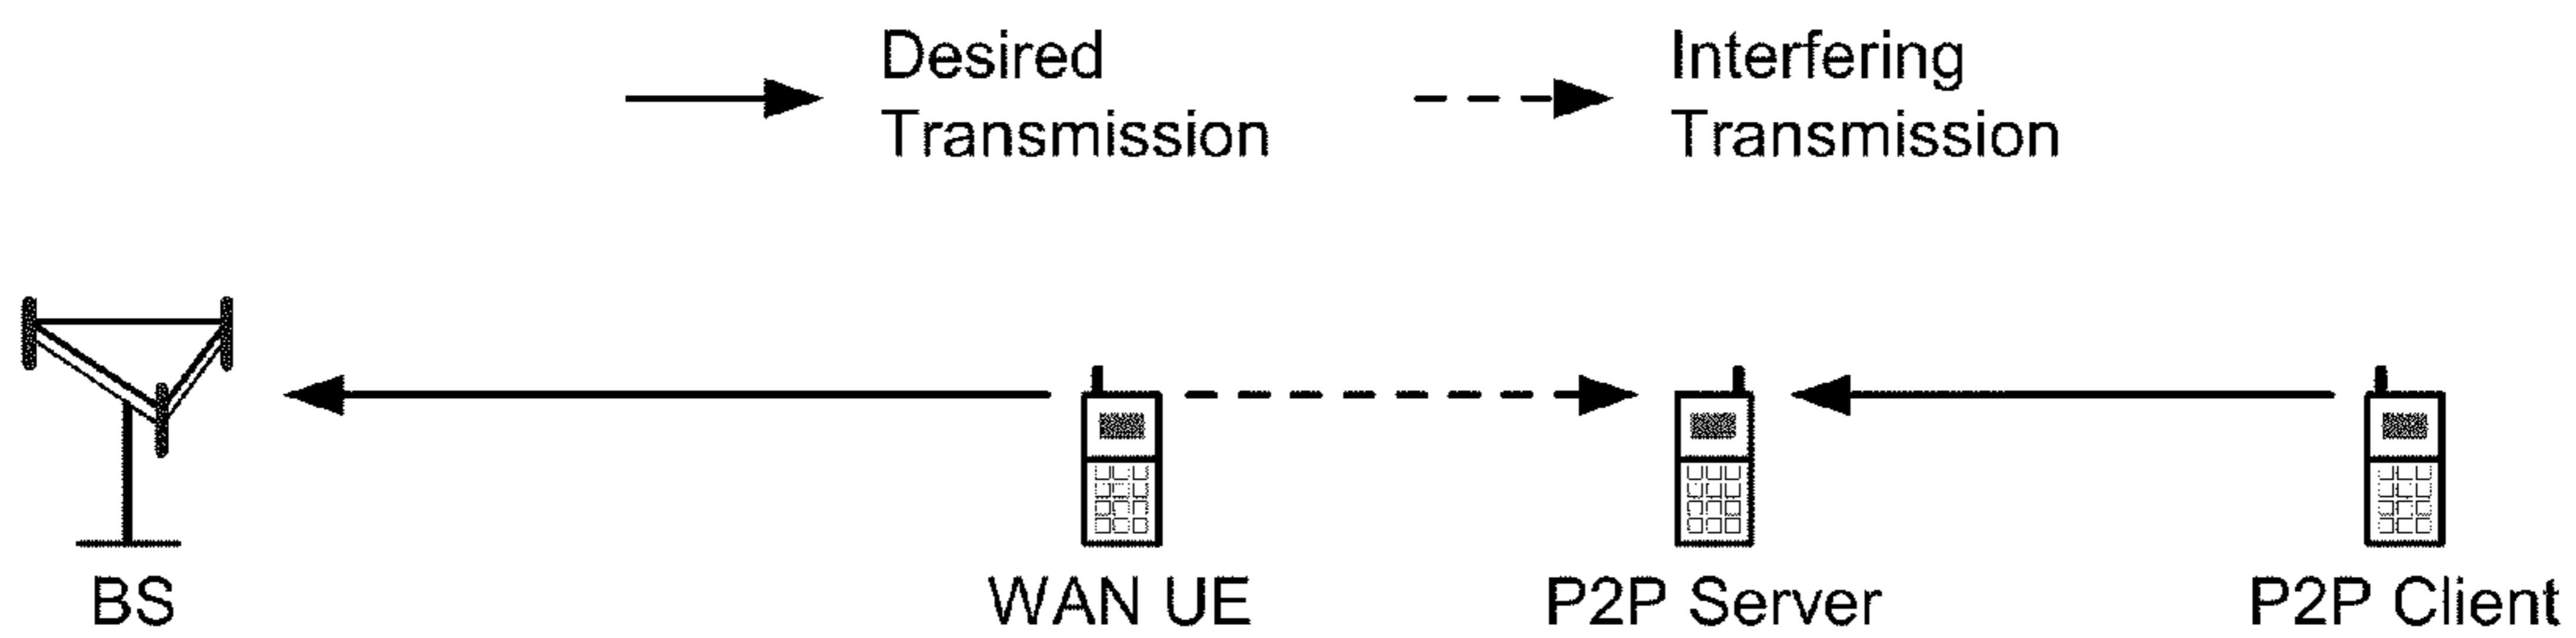 Desired
Transmission
Interfering
Transmission
BS
WAN UE
P2P Server
P2P Client